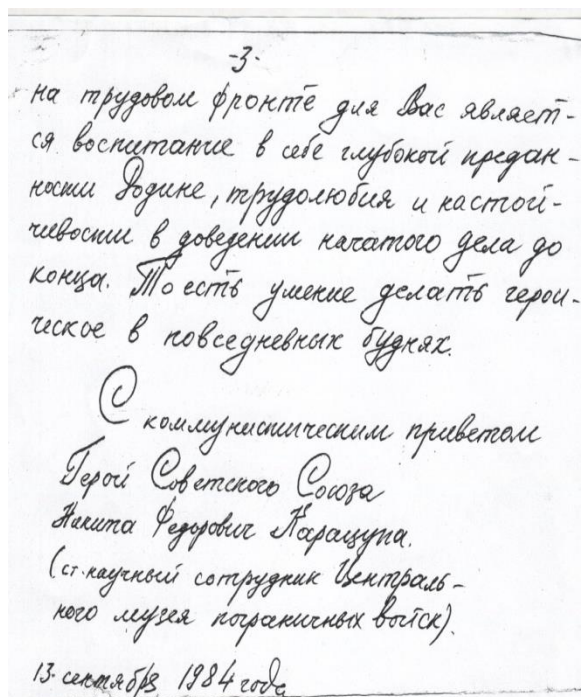 -3-
на трудовом фронте для Вас являет-
ся воспитание в себе глубокой предан-
ности Родине, трудолюбия и настой-
чивости в доведении начатого дела до
конца. То есть умение делать герои-
ческое в повседневных буднях.
С коммунистическим приветом
Герой Советского Союза
Никита Федорович Карацупа.
(ст. научный сотрудник Централь-
ного музея пограничных войск).
13. сентября 1984 года